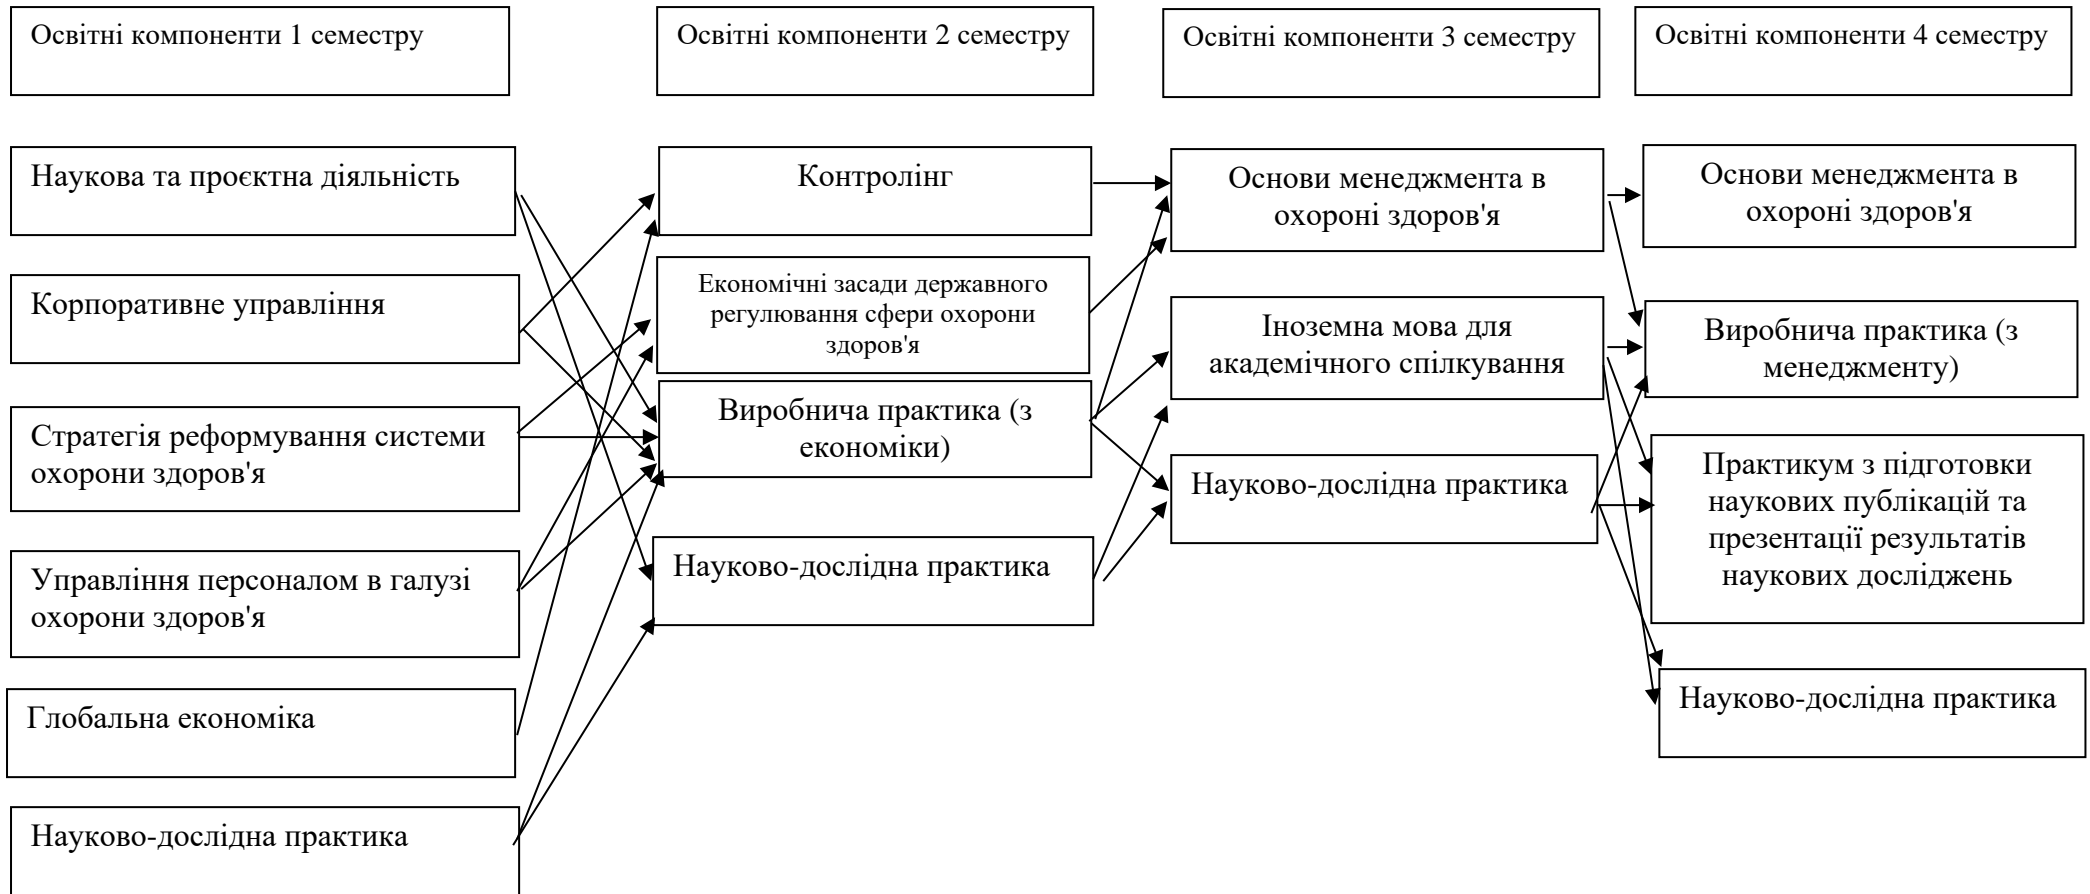 Освітні компоненти 1 семестру
Освітні компоненти 2 семестру
Освітні компоненти 3 семестру
Освітні компоненти 4 семестру
Наукова та проєктна діяльність
Корпоративне управління
Стратегія реформування системи
охорони здоров'я
Управління персоналом в галузі
охорони здоров'я
Глобальна економіка
Науково-дослідна практика
Контролінг
Економічні засади державного
регулювання сфери охорони
здоров'я
Виробнича практика (з
економіки)
Науково-дослідна практика
Основи менеджмента в
охороні здоров'я
Іноземна мова для
академічного спілкування
Науково-дослідна практика
Основи менеджмента в
охороні здоров'я
Виробнича практика (з
менеджменту)
Практикум з підготовки
наукових публікацій та
презентації результатів
наукових досліджень
Науково-дослідна практика